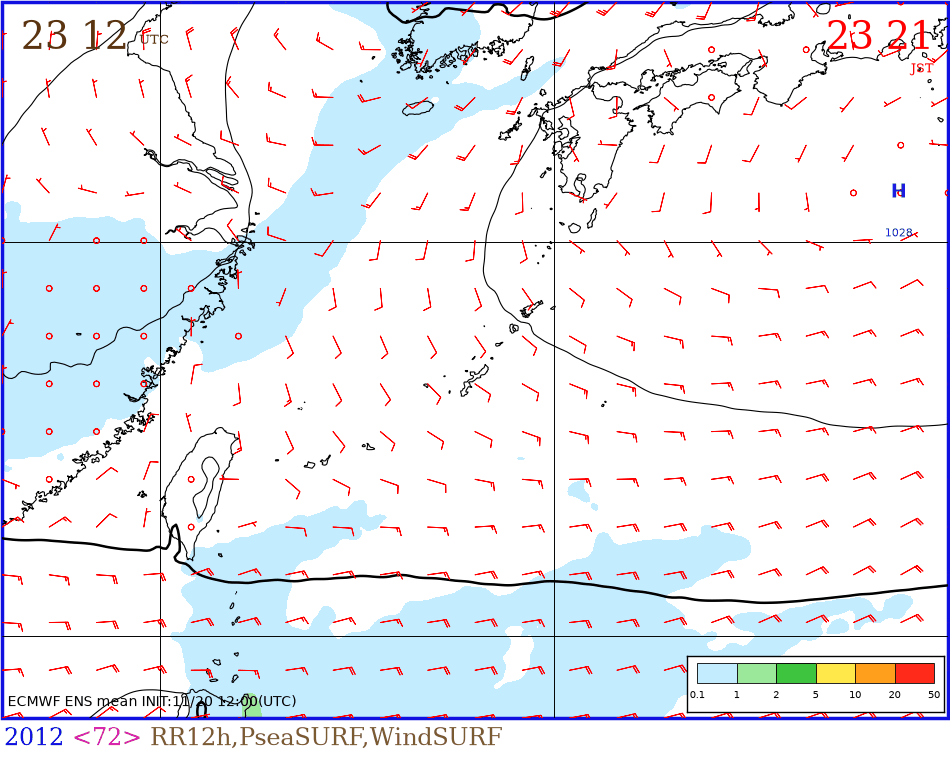 23 12 UTC
23 21
JST
H
1028
0.1 1 2 5 10 20 50
ECMWF ENS mean INIT:11/20 12:00(UTC)
0
2012 <72> RR12h,PseaSURF,WindSURF